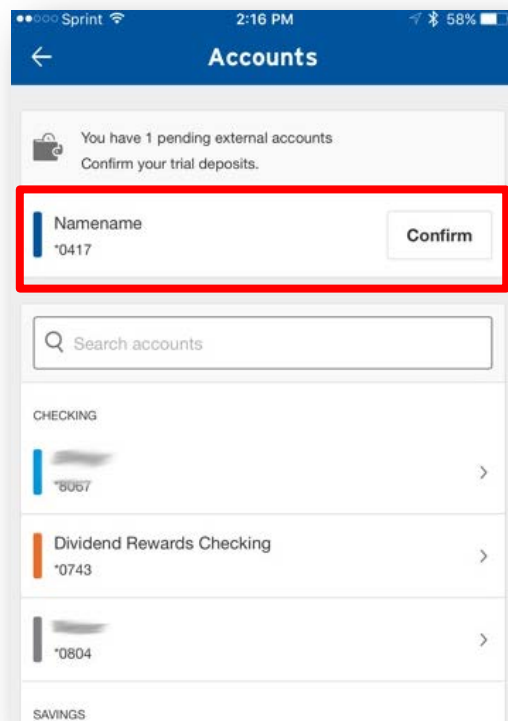 Sprint 2:16 PM 58%
Accounts
You have 1 pending external accounts
Confirm your trial deposits.
Namename
*0417
Confirm
Search accounts
CHECKING
*8067
Dividend Rewards Checking
*0743
*0804
SAVINGS